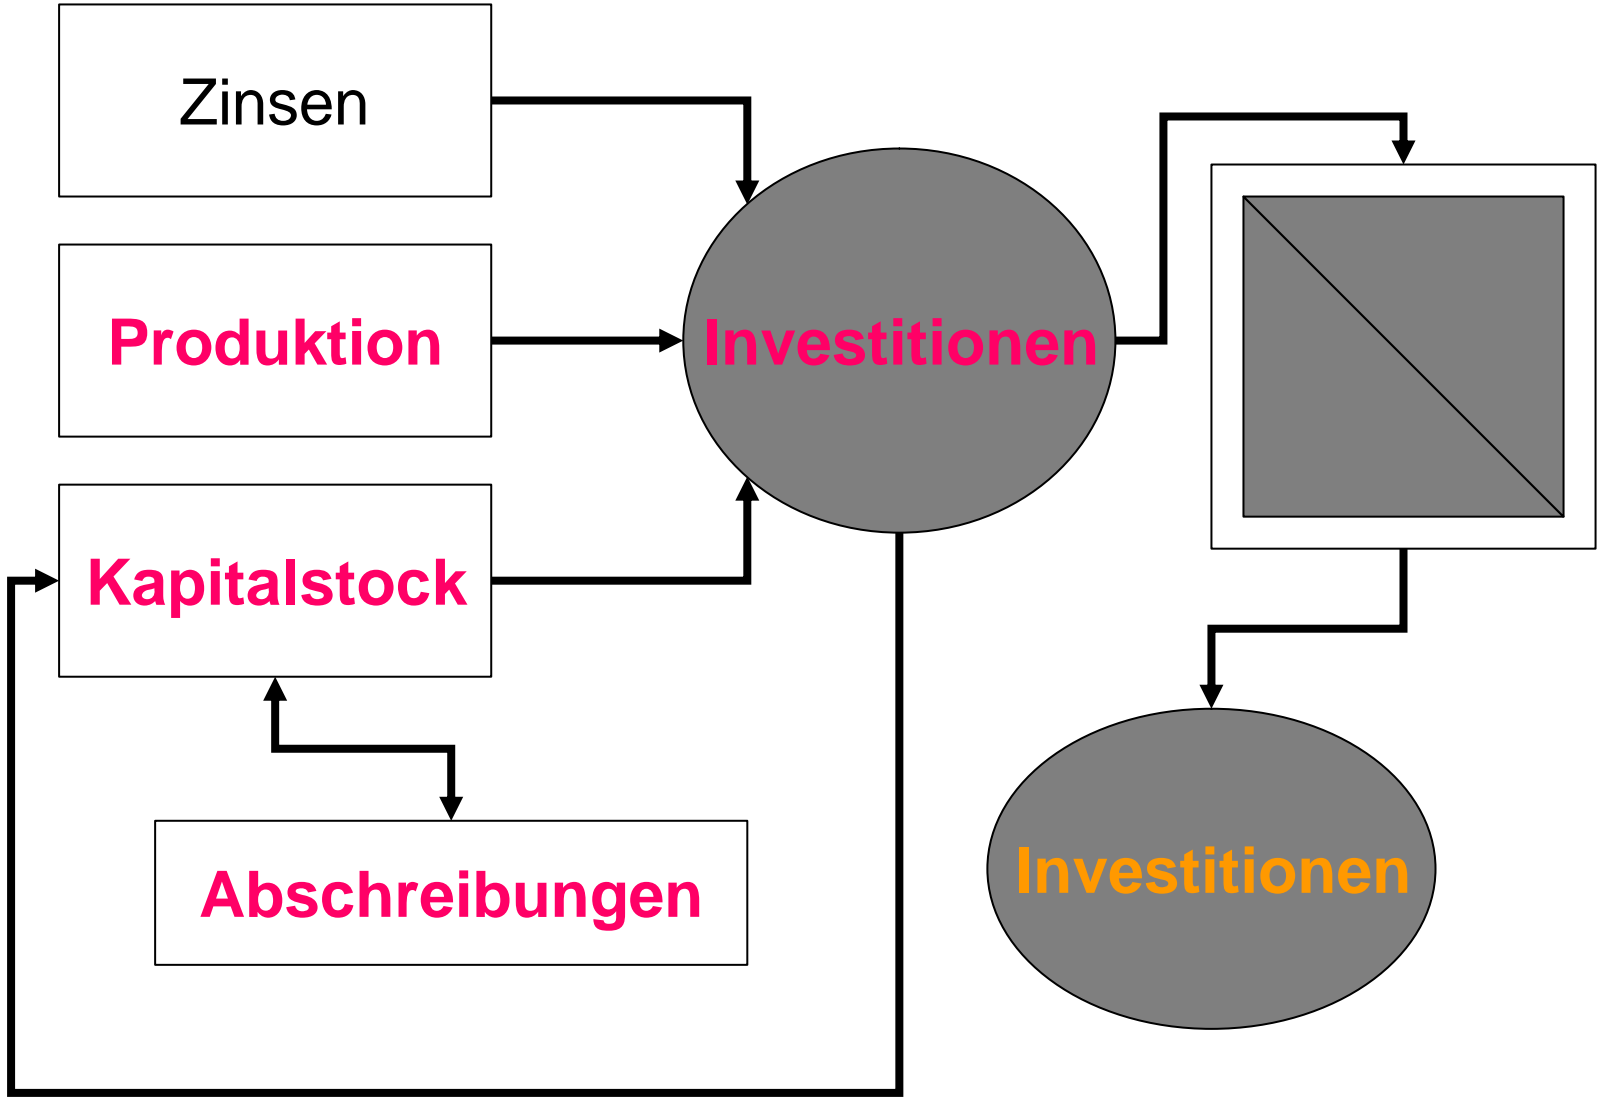 Zinsen
Produktion
Investitionen
Kapitalstock
Abschreibungen
Investitionen